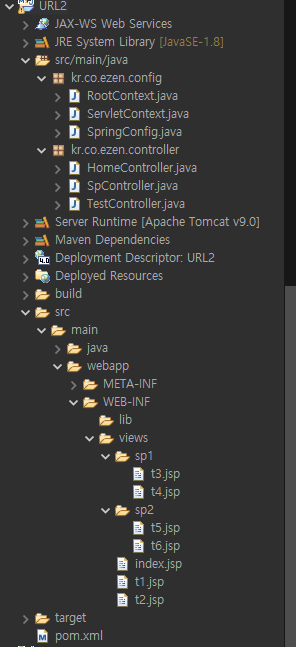 URL2
JAX-WS Web Services
JRE System Library [JavaSE-1.8]
src/main/java
kr.co.ezen.config
RootContext.java
ServletContext.java
SpringConfig.java
kr.co.ezen.controller
HomeController.java
SpController.java
TestController.java
Server Runtime [Apache Tomcat v9.0]
Maven Dependencies
Deployment Descriptor: URL2
Deployed Resources
build
src
main
java
webapp
META-INF
WEB-INF
lib
views
sp1
t3.jsp
t4.jsp
sp2
t5.jsp
t6.jsp
index.jsp
t1.jsp
t2.jsp
target
pom.xml